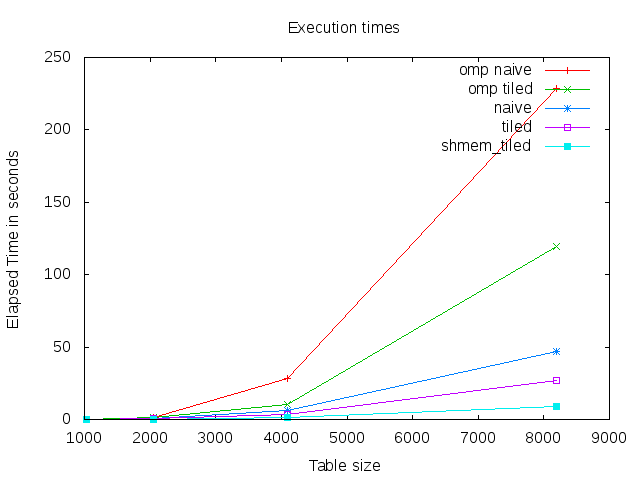 Execution times
250
200
150
100
50
0
Elapsed Time in seconds
omp naive
omp tiled
naive
tiled
shmem_tiled
1000 2000 3000 4000 5000 6000 7000 8000 9000
Table size